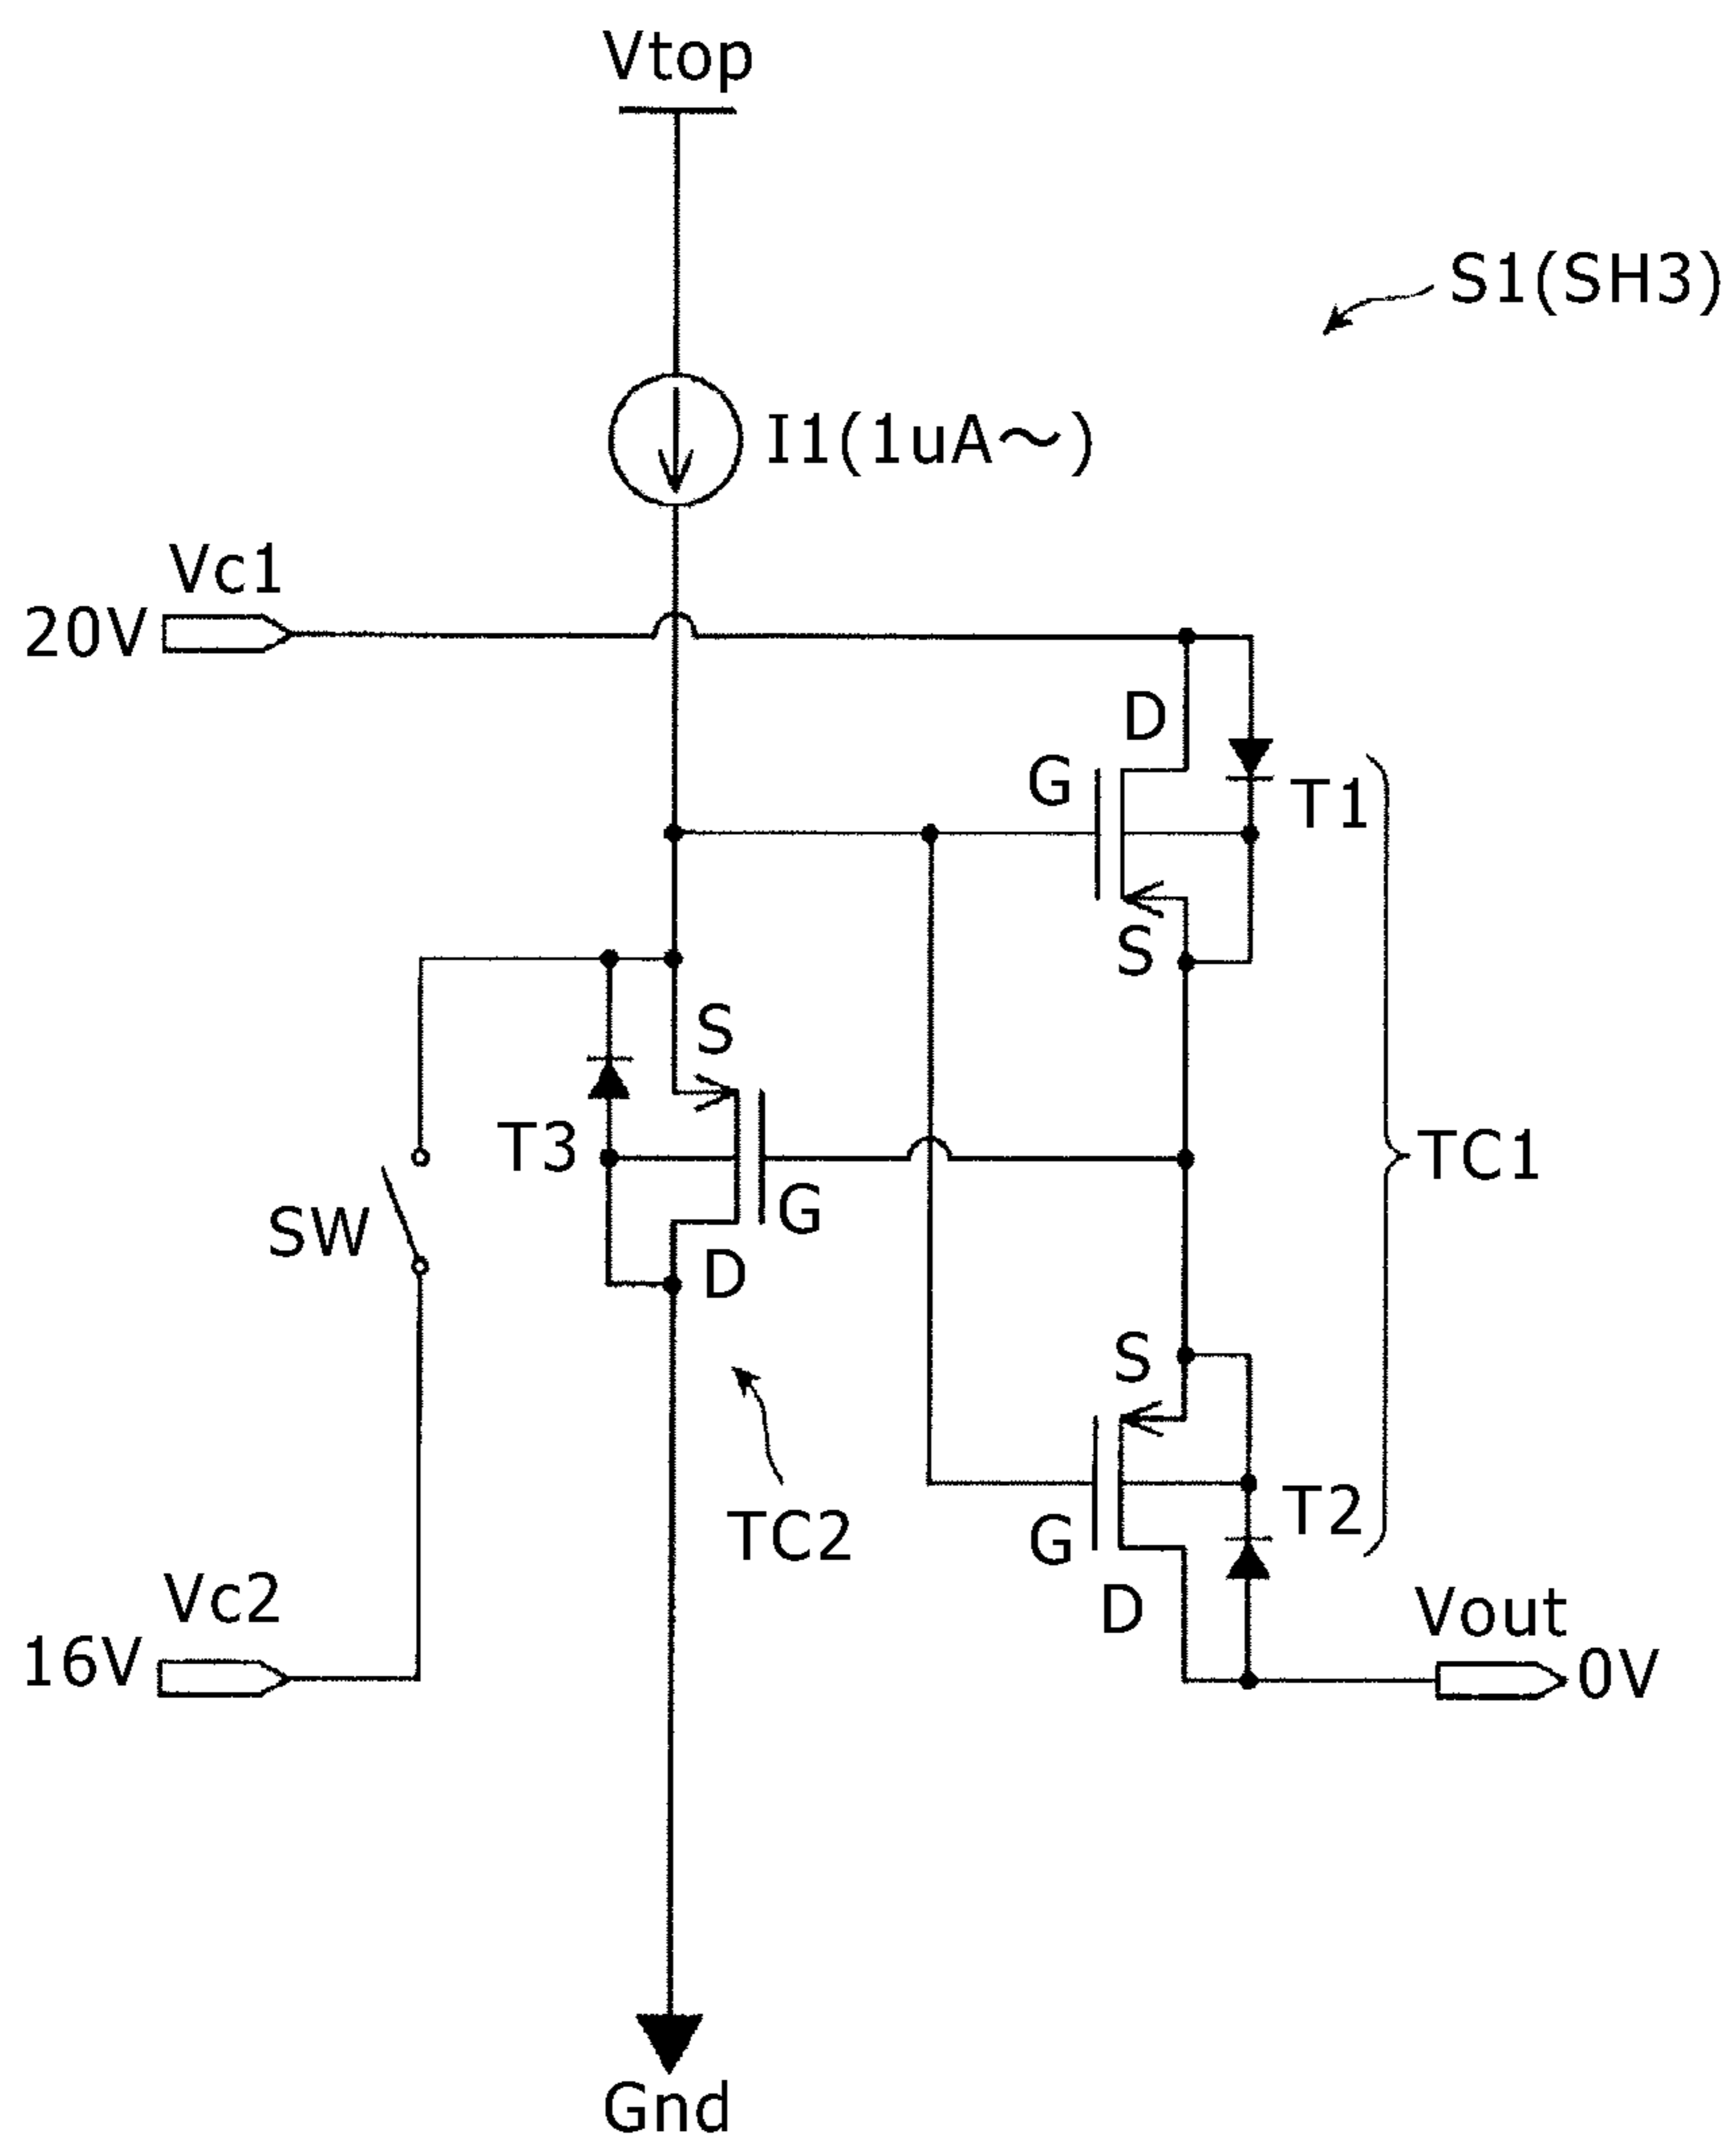 Vtop
S1(SH3)
I1(1uA～)
Vc1
20V
D
G
T1
S
S
T3
G
TC1
SW
D
S
TC2
G
T2
D
Vc2
16V
Vout
0V
Gnd